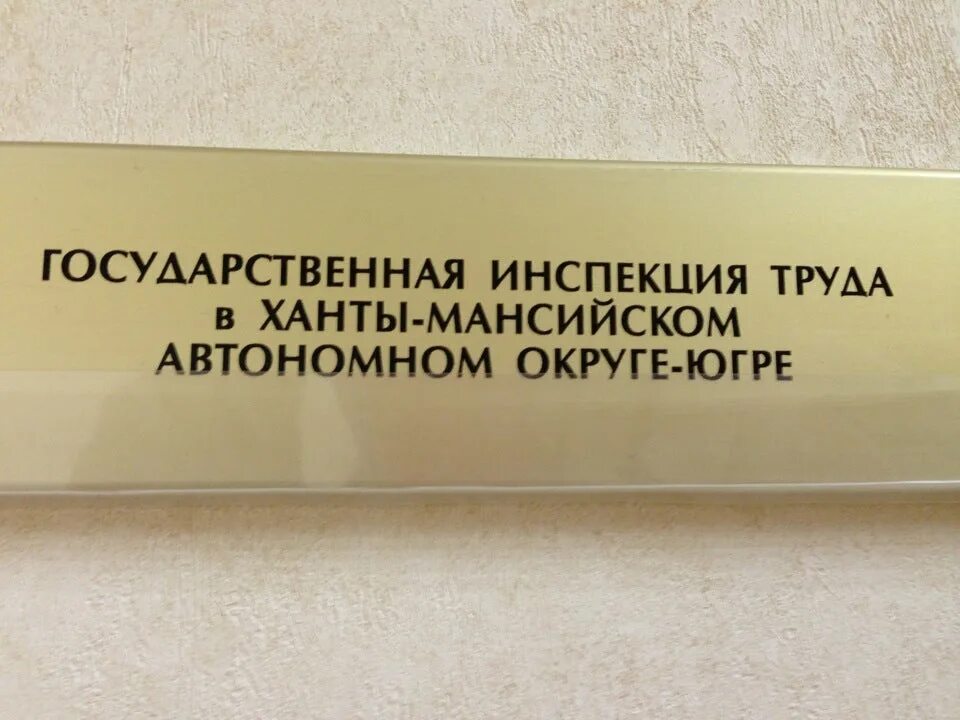 ГОСУДАРСТВЕННАЯ ИНСПЕКЦИЯ ТРУДА
в ХАНТЫ-МАНСИЙСКОМ
АВТОНОМНОМ ОКРУГЕ-ЮГРЕ